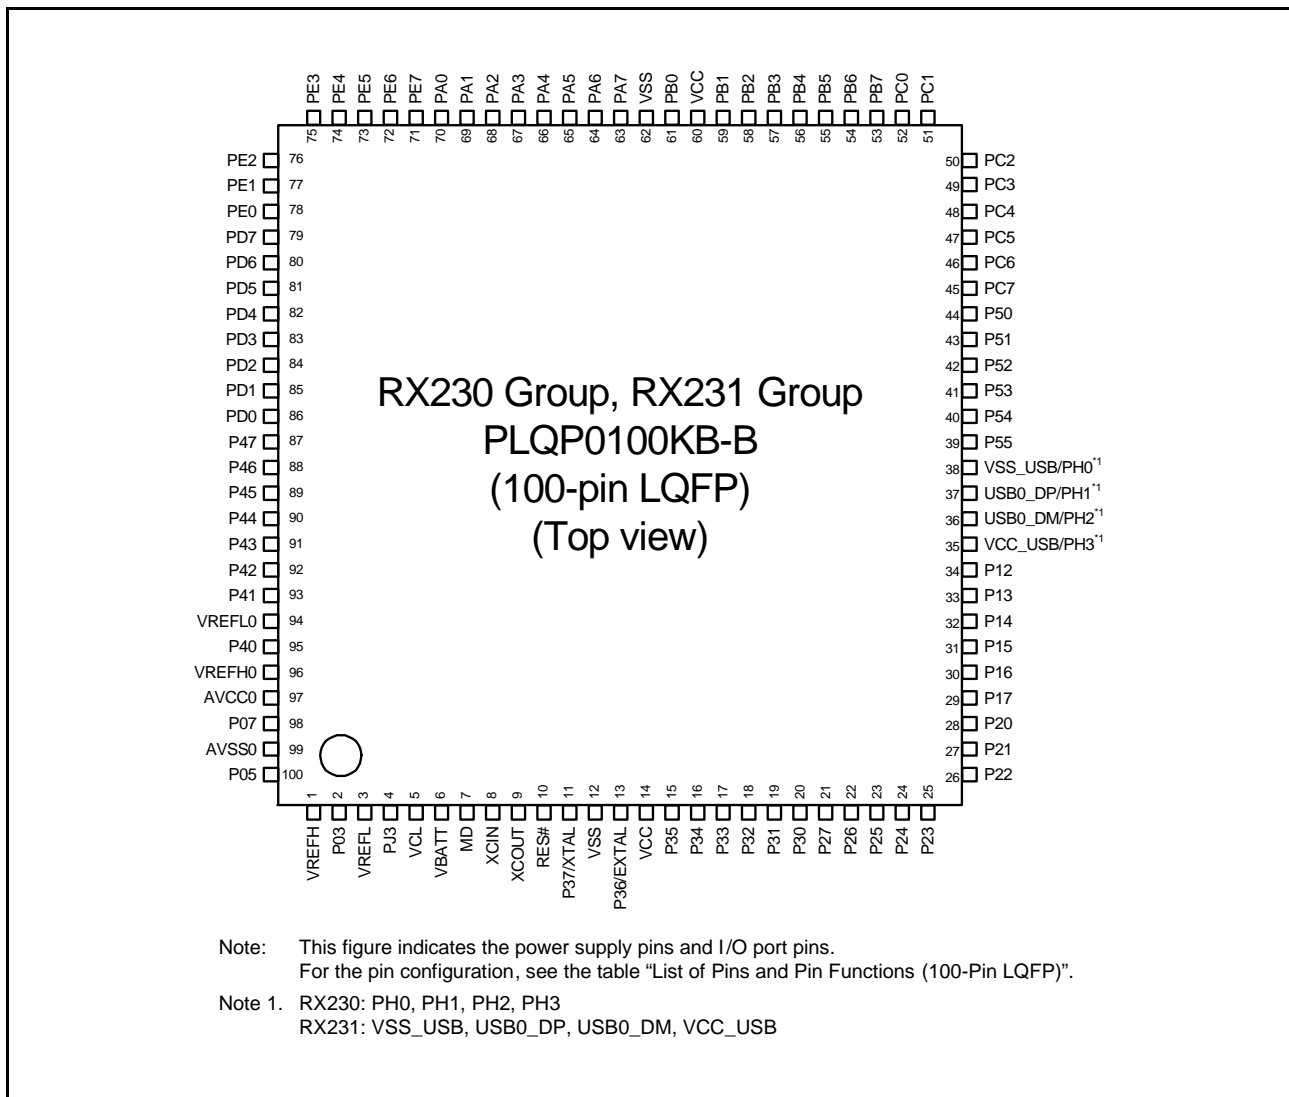 PE3 PE4 PE5 PE6 PE7 PA0 PA1 PA2 PA3 PA4 PA5 PA6 PA7 VSS PB0 VCC PB1 PB2 PB3 PB4 PB5 PB6 PB7 PC0 PC1
75 74 73 72 71 70 69 68 67 66 65 64 63 62 61 60 59 58 57 56 55 54 53 52 51
PE2 76 50 PC2
PE1 77 49 PC3
PE0 78 48 PC4
PD7 79 47 PC5
PD6 80 46 PC6
PD5 81 45 PC7
PD4 82 44 P50
PD3 83 43 P51
PD2 84 42 P52
PD1 85 41 P53
PD0 86 40 P54
P47 87 39 P55
P46 88 38 VSS_USB/PH0*1
P45 89 37 USB0_DP/PH1*1
P44 90 36 USB0_DM/PH2*1
P43 91 35 VCC_USB/PH3*1
P42 92 34 P12
P41 93 33 P13
VREFL0 94 32 P14
P40 95 31 P15
VREFH0 96 30 P16
AVCC0 97 29 P17
P07 98 28 P20
AVSS0 99 27 P21
P05 100 26 P22
RX230 Group, RX231 Group
PLQP0100KB-B
(100-pin LQFP)
(Top view)
1 2 3 4 5 6 7 8 9 10 11 12 13 14 15 16 17 18 19 20 21 22 23 24 25
VREFH P03 VREFL PJ3 VCL VBATT MD XCIN XCOUT RES# P37/XTAL VSS P36/EXTAL VCC P35 P34 P33 P32 P31 P30 P27 P26 P25 P24 P23
Note: This figure indicates the power supply pins and I/O port pins.
For the pin configuration, see the table “List of Pins and Pin Functions (100-Pin LQFP)”.
Note 1. RX230: PH0, PH1, PH2, PH3
RX231: VSS_USB, USB0_DP, USB0_DM, VCC_USB